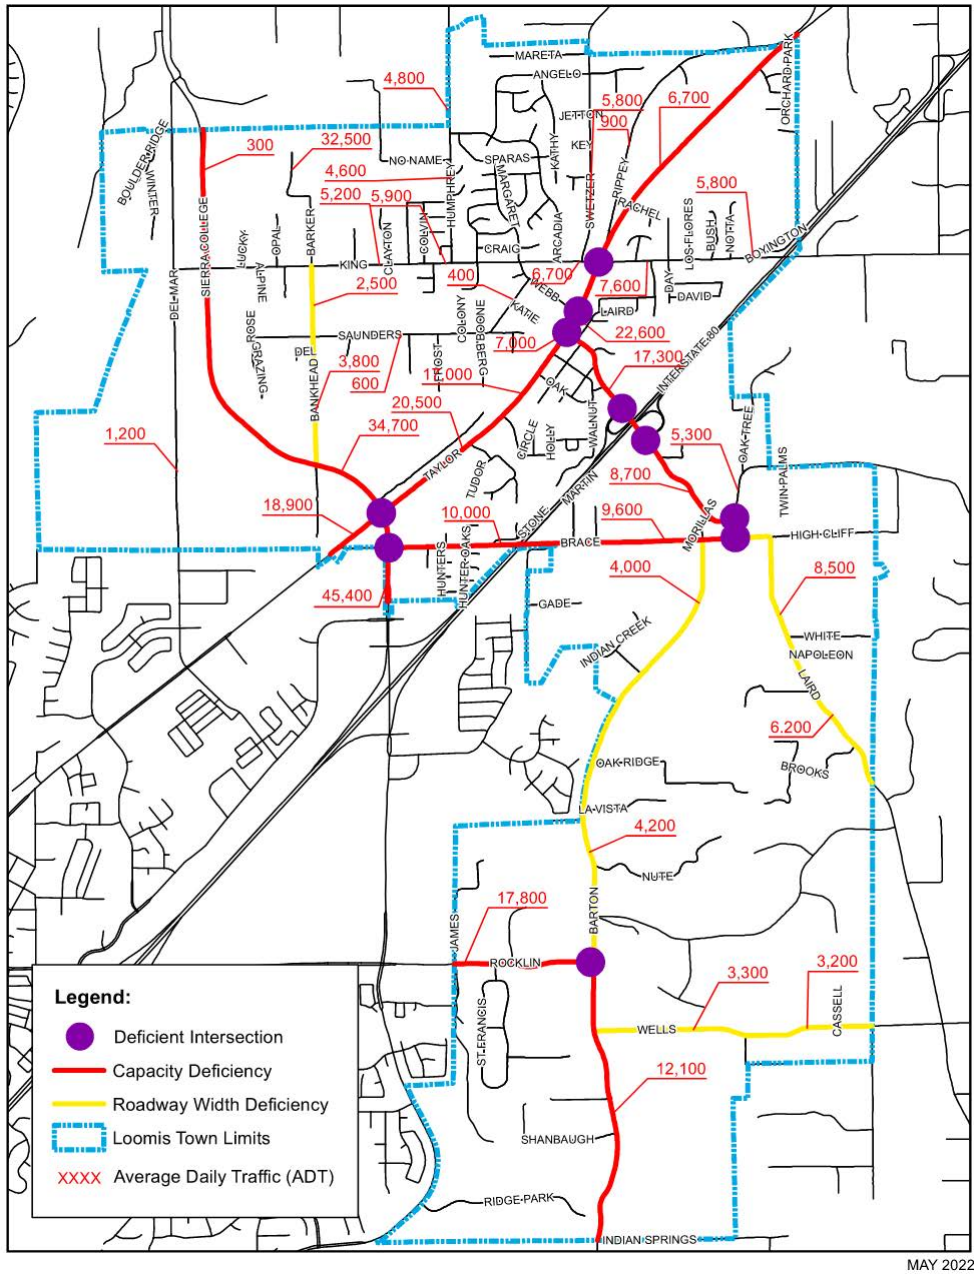 MARETA
ANGELO
ORCHARD PARK
4,800
5,800
6,700
JETTON
900
KEY
KATHY
BOULDER RIDGE
WINTER
300
32,500
NO NAME
SPARAS
4,600
HUMPHREY
MARGARET
RIPPEY
SWETZER
RACHEL
5,200
5,900
5,800
SIERRA COLLEGE
LUCKY
OPAL
BARKER
CLAYTON
COLVIN
CRAIG
ARCADIA
LOS FLORES
BUSH
NOTTA
BOYINGTON
DEL MAR
ALPINE
KING
2,500
400
6,700
WEBB
7,600
DAY
DAVID
KATIE
LAIRD
ROSE
GRAZING
SAUNDERS
COLONY
NOOLBERG
7,000
22,600
DEL
BANKHEAD
3,800
600
FROST
17,300
INTERSTATE 80
11,000
OAK
20,500
WALNUT
1,200
34,700
CIRCLE
HOLLY
5,300
OAK TREE
TAYLOR
TUDOR
MARTIN
8,700
TWIN PALMS
18,900
10,000
STONE
9,600
MORILLAS
BRACE
HIGH CLIFF
HUNTERS
HUNTER OAKS
45,400
4,000
8,500
GADE
INDIAN CREEK
WHITE
NAPOLEON
LAIRD
6.200
OAK RIDGE
BROOKS
LA VISTA
4,200
NUTE
17,800
BARTON
JAMES
ROCKLIN
3,300
3,200
ST FRANCIS
WELLS
CASSELL
12,100
SHANBAUGH
RIDGE PARK
INDIAN SPRINGS
Legend:
Deficient Intersection
Capacity Deficiency
Roadway Width Deficiency
Loomis Town Limits
XXXX Average Daily Traffic (ADT)
MAY 2022